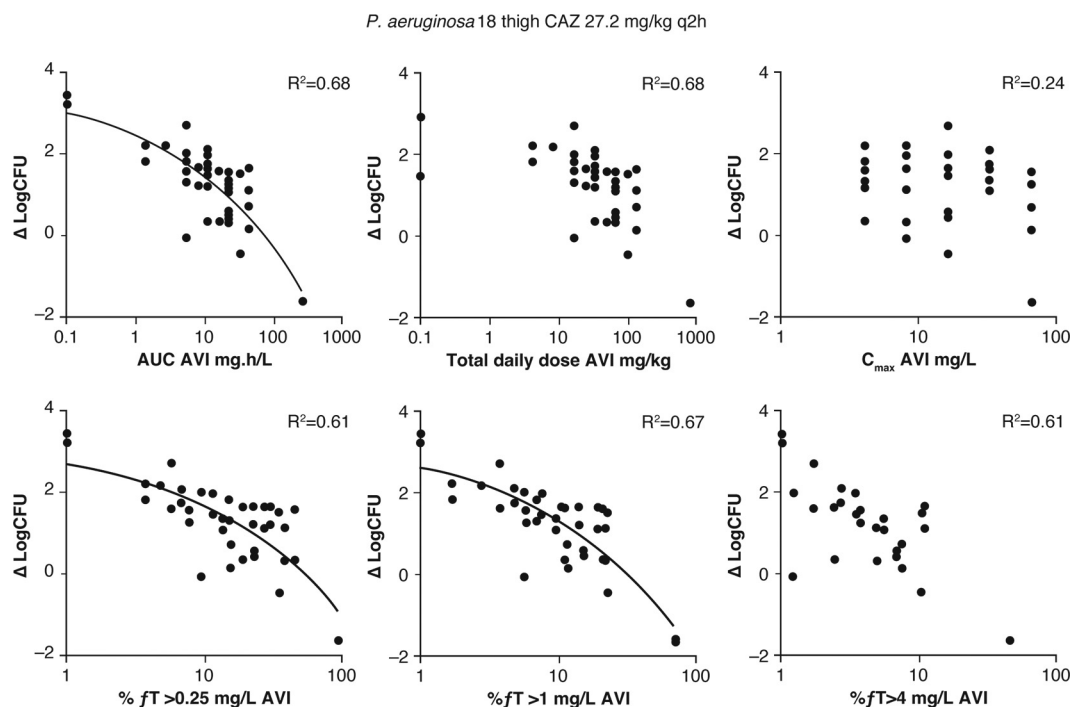 P. aeruginosa 18 thigh CAZ 27.2 mg/kg q2h
R²=0.68
4
2
0
−2
Δ LogCFU
0.1 1 10 100 1000
AUC AVI mg.h/L
R²=0.68
4
2
0
−2
Δ LogCFU
0.1 1 10 100 1000
Total daily dose AVI mg/kg
R²=0.24
4
2
0
−2
Δ LogCFU
1 10 100
Cmax AVI mg/L
R²=0.61
4
2
0
−2
Δ LogCFU
1 10 100
% ƒT >0.25 mg/L AVI
R²=0.67
4
2
0
−2
Δ LogCFU
1 10 100
%ƒT >1 mg/L AVI
R²=0.61
4
2
0
−2
Δ LogCFU
1 10 100
%ƒT>4 mg/L AVI